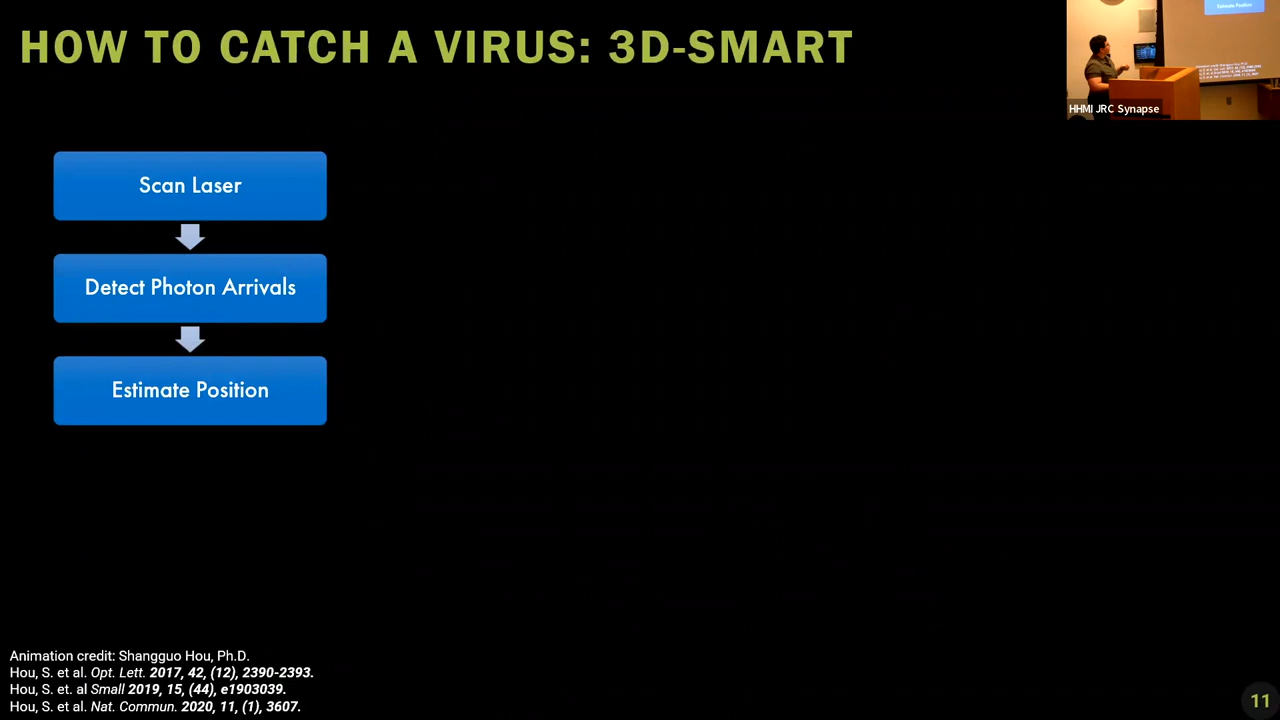 HOW TO CATCH A VIRUS: 3D-SMART
HHMI JRC Synapse
Scan Laser
Detect Photon Arrivals
Estimate Position
Animation credit: Shangguo Hou, Ph.D.
Hou, S. et al. Opt. Lett. 2017, 42, (12), 2390-2393.
Hou, S. et. al Small 2019, 15, (44), e1903039.
Hou, S. et al. Nat. Commun. 2020, 11, (1), 3607.
11
Estimate Position